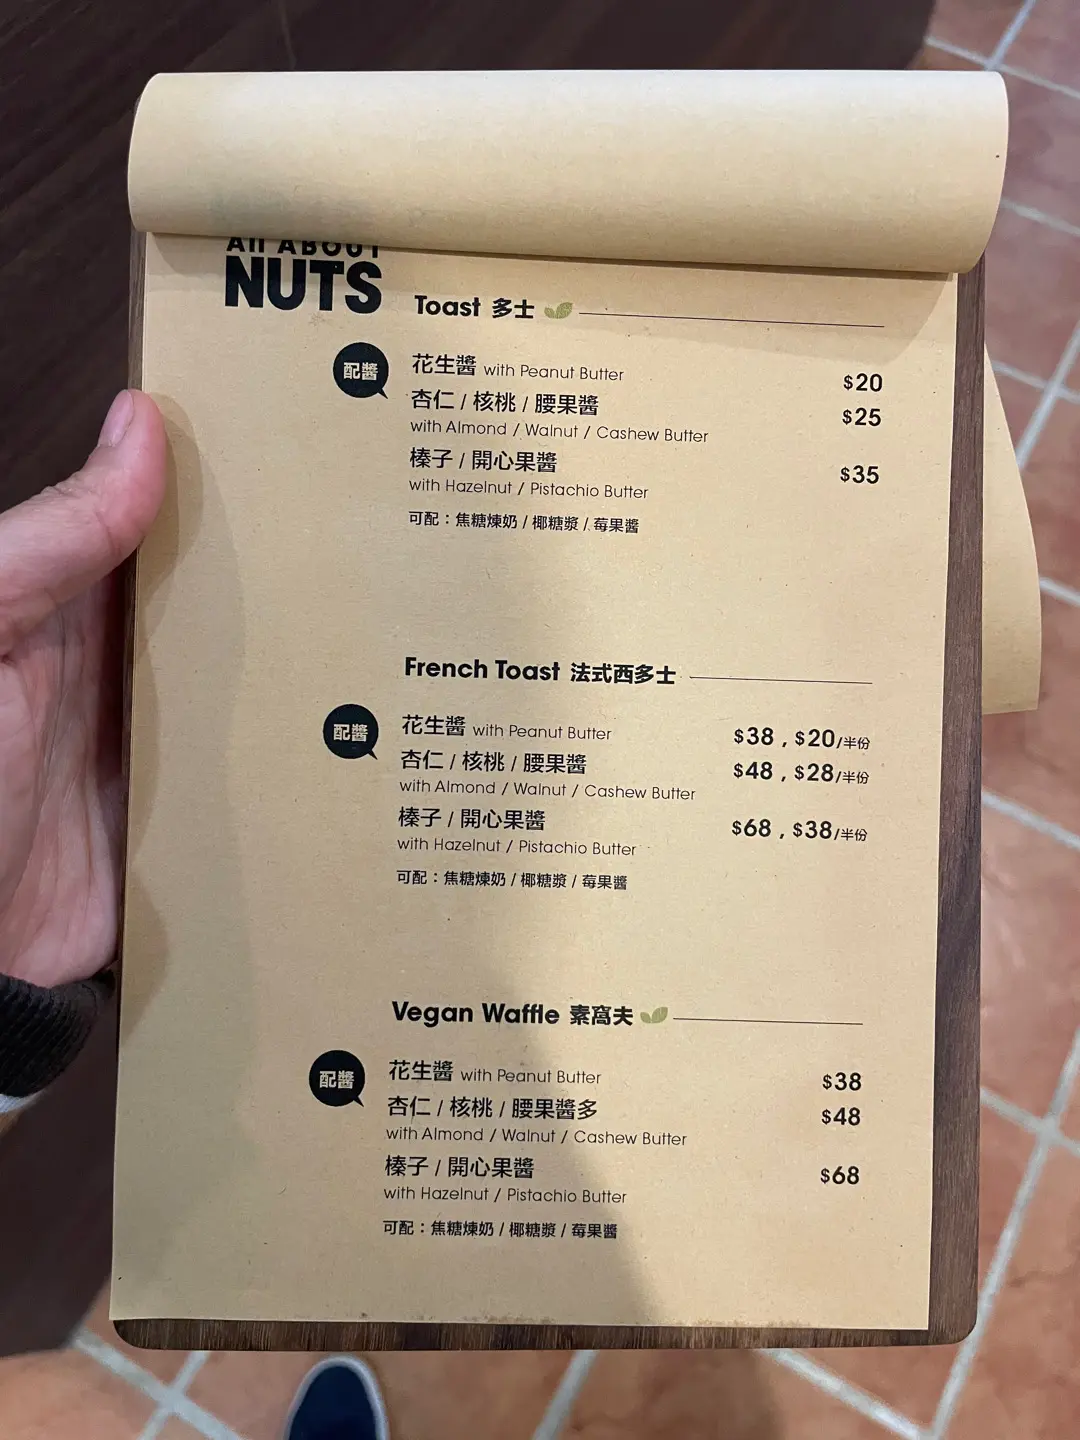 All ABOUT
NUTS
Toast 多士
配醬
花生醬 with Peanut Butter $20
杏仁 / 核桃 / 腰果醬 $25
with Almond / Walnut / Cashew Butter
榛子 / 開心果醬 $35
with Hazelnut / Pistachio Butter
可配：焦糖煉奶 / 椰糖漿 / 莓果醬
French Toast 法式西多士
配醬
花生醬 with Peanut Butter $38 , $20/半份
杏仁 / 核桃 / 腰果醬 $48 , $28/半份
with Almond / Walnut / Cashew Butter
榛子 / 開心果醬 $68 , $38/半份
with Hazelnut / Pistachio Butter
可配：焦糖煉奶 / 椰糖漿 / 莓果醬
Vegan Waffle 素窩夫
配醬
花生醬 with Peanut Butter $38
杏仁 / 核桃 / 腰果醬多 $48
with Almond / Walnut / Cashew Butter
榛子 / 開心果醬 $68
with Hazelnut / Pistachio Butter
可配：焦糖煉奶 / 椰糖漿 / 莓果醬